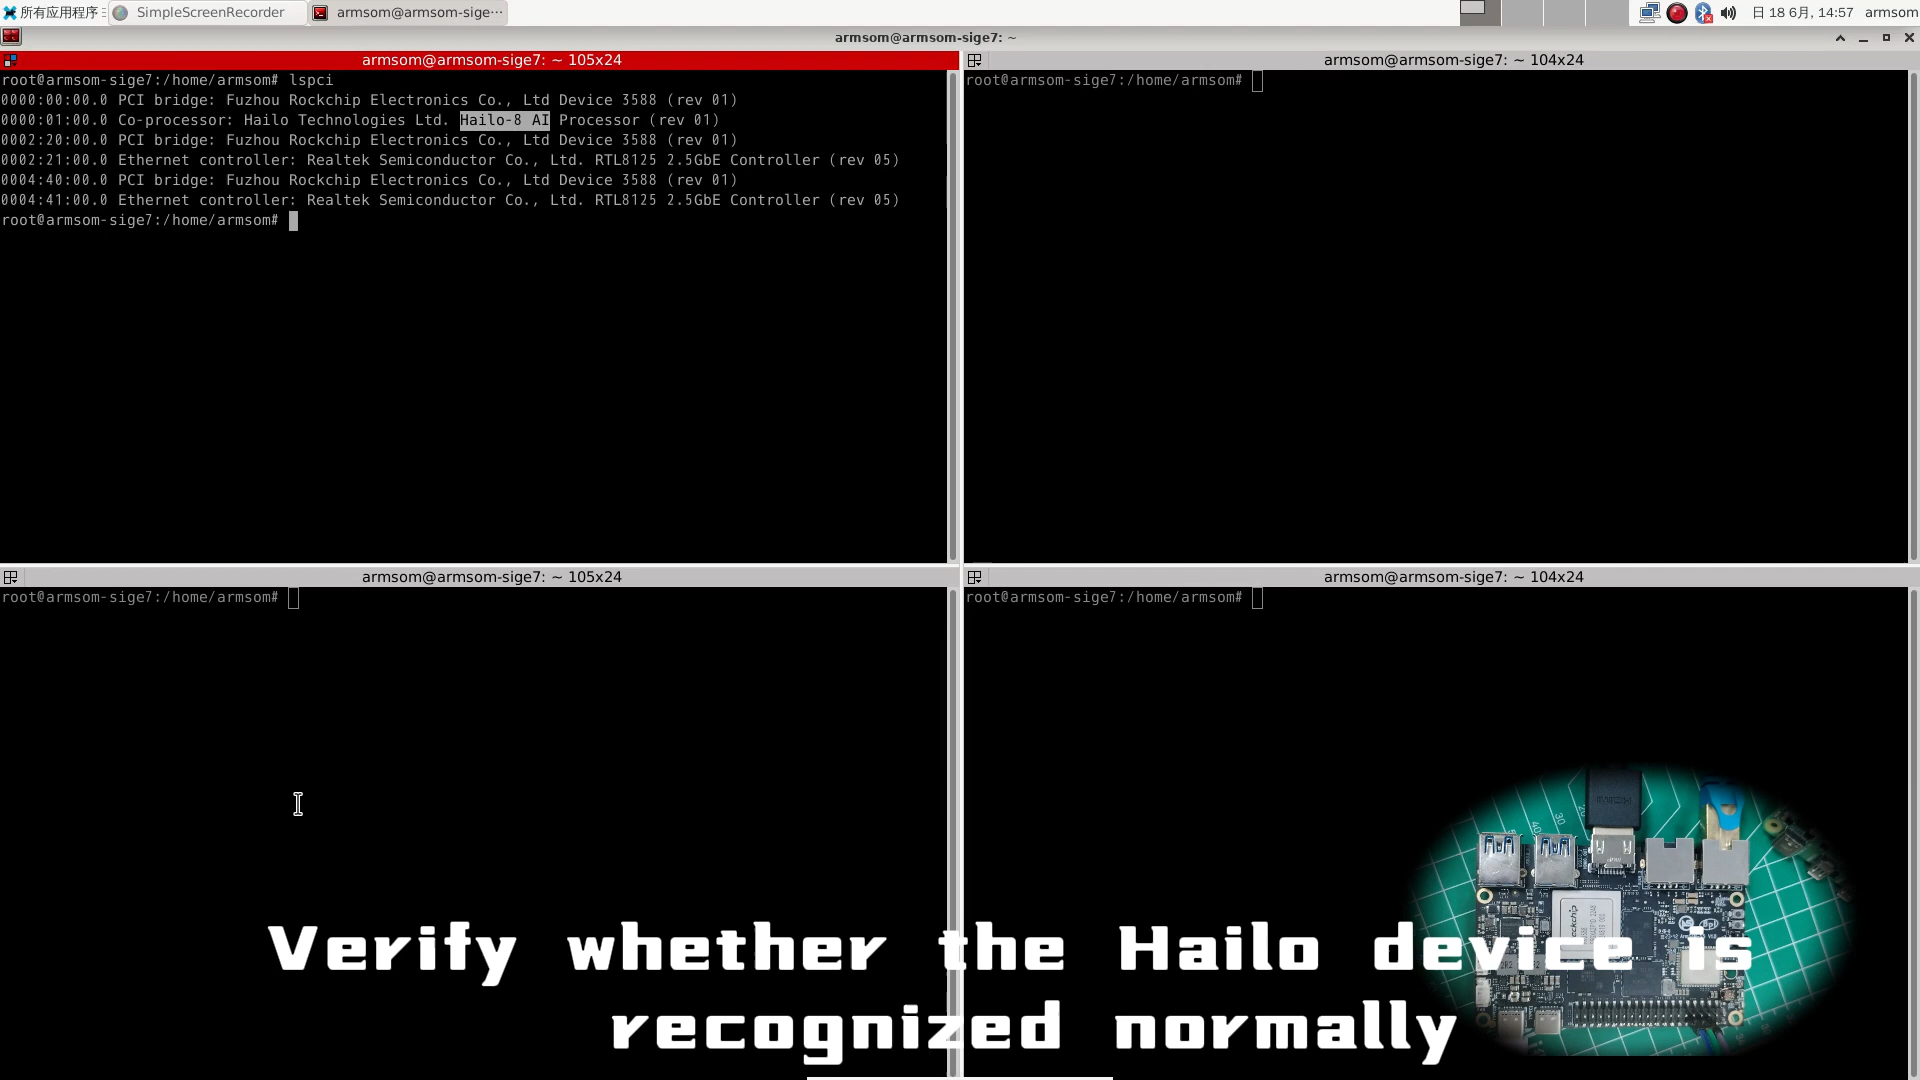 所有应用程序
SimpleScreenRecorder
armsom@armsom-sige···
日 18 6月, 14:57
armsom
armsom@armsom-sige7: ~
armsom@armsom-sige7: ~ 105x24
root@armsom-sige7:/home/armsom# lspci
0000:00:00.0 PCI bridge: Fuzhou Rockchip Electronics Co., Ltd Device 3588 (rev 01)
0000:01:00.0 Co-processor: Hailo Technologies Ltd. Hailo-8 AI Processor (rev 01)
0002:20:00.0 PCI bridge: Fuzhou Rockchip Electronics Co., Ltd Device 3588 (rev 01)
0002:21:00.0 Ethernet controller: Realtek Semiconductor Co., Ltd. RTL8125 2.5GbE Controller (rev 05)
0004:40:00.0 PCI bridge: Fuzhou Rockchip Electronics Co., Ltd Device 3588 (rev 01)
0004:41:00.0 Ethernet controller: Realtek Semiconductor Co., Ltd. RTL8125 2.5GbE Controller (rev 05)
root@armsom-sige7:/home/armsom#
armsom@armsom-sige7: ~ 104x24
root@armsom-sige7:/home/armsom#
armsom@armsom-sige7: ~ 105x24
root@armsom-sige7:/home/armsom#
armsom@armsom-sige7: ~ 104x24
root@armsom-sige7:/home/armsom#
Verify whether the Hailo device is
recognized normally